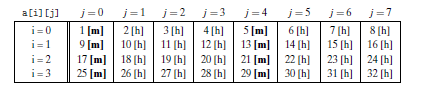 a[i][j] j = 0 j = 1 j = 2 j = 3 j = 4 j = 5 j = 6 j = 7
i = 0 1 [m] 2 [h] 3 [h] 4 [h] 5 [m] 6 [h] 7 [h] 8 [h]
i = 1 9 [m] 10 [h] 11 [h] 12 [h] 13 [m] 14 [h] 15 [h] 16 [h]
i = 2 17 [m] 18 [h] 19 [h] 20 [h] 21 [m] 22 [h] 23 [h] 24 [h]
i = 3 25 [m] 26 [h] 27 [h] 28 [h] 29 [m] 30 [h] 31 [h] 32 [h]